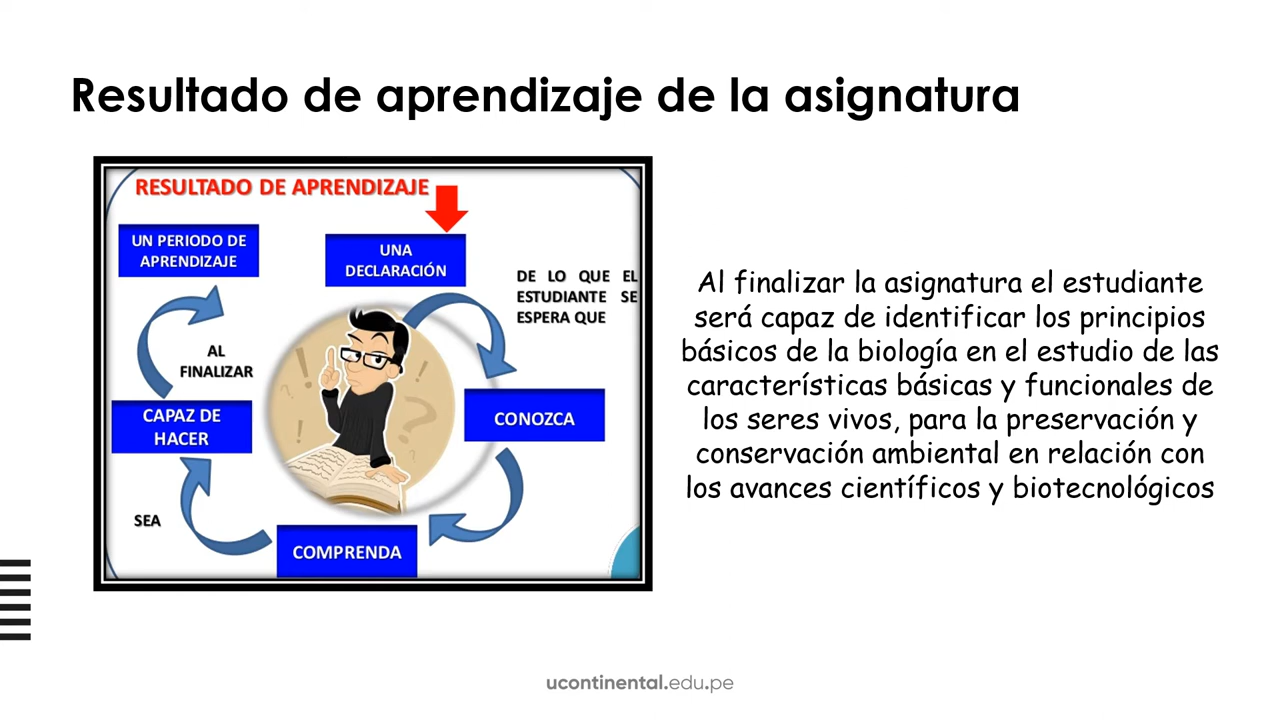 Resultado de aprendizaje de la asignatura
RESULTADO DE APRENDIZAJE
UNA
DECLARACIÓN
DE LO QUE EL
ESTUDIANTE SE
ESPERA QUE
CONOZCA
COMPRENDA
SEA
CAPAZ DE
HACER
AL
FINALIZAR
UN PERIODO DE
APRENDIZAJE
Al finalizar la asignatura el estudiante
será capaz de identificar los principios
básicos de la biología en el estudio de las
características básicas y funcionales de
los seres vivos, para la preservación y
conservación ambiental en relación con
los avances científicos y biotecnológicos
ucontinental.edu.pe